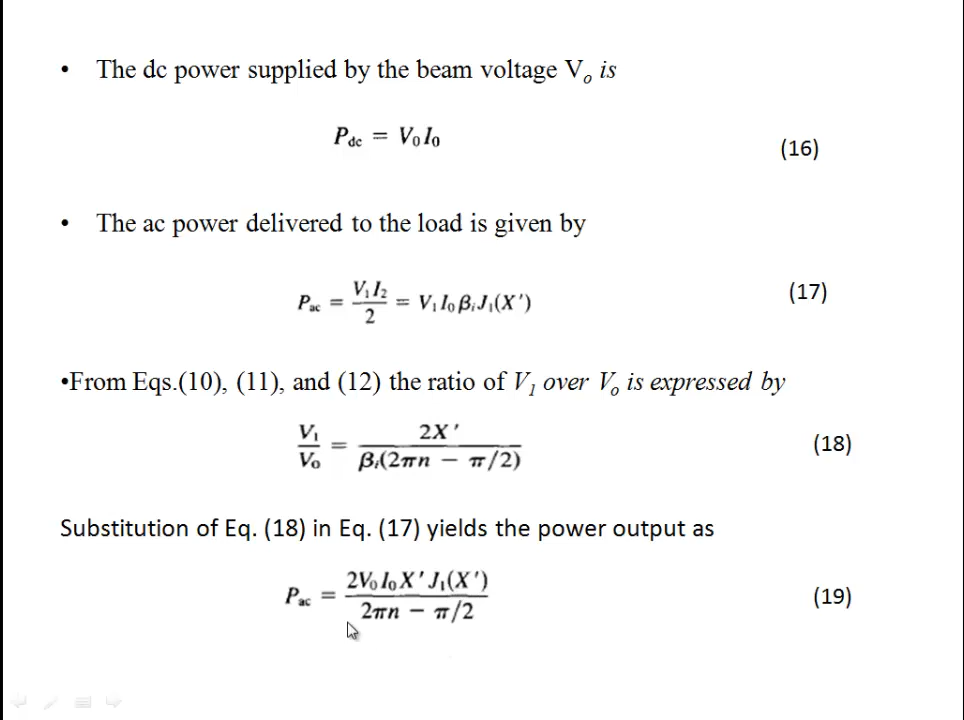 • The dc power supplied by the beam voltage Vₒ is
P_dc = V₀I₀
(16)
• The ac power delivered to the load is given by
P_ac = V₁I₂/2 = V₁I₀βᵢJ₁(X′)
(17)
•From Eqs.(10), (11), and (12) the ratio of V₁ over Vₒ is expressed by
V₁/V₀ = 2X′/βᵢ(2πn − π/2)
(18)
Substitution of Eq. (18) in Eq. (17) yields the power output as
P_ac = 2V₀I₀X′J₁(X′)/2πn − π/2
(19)